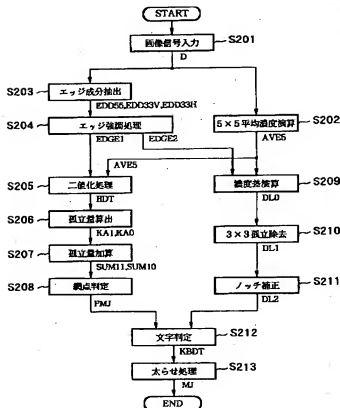 START
画像信号入力
S201
D
S203
エッジ成分抽出
EDD55,EDD33V,EDD33H
S204
エッジ強調処理
EDGE1
EDGE2
5×5平均濃度演算
S202
AVE5
AVE5
S205
二値化処理
BDT
濃度差演算
S209
DL0
S206
孤立量算出
KA1,KA0
3×3孤立除去
S210
DL1
S207
孤立量加算
SUM11,SUM10
S208
網点判定
PMJ
ノッチ補正
S211
DL2
文字判定
S212
KBDT
太らせ処理
S213
MJ
END